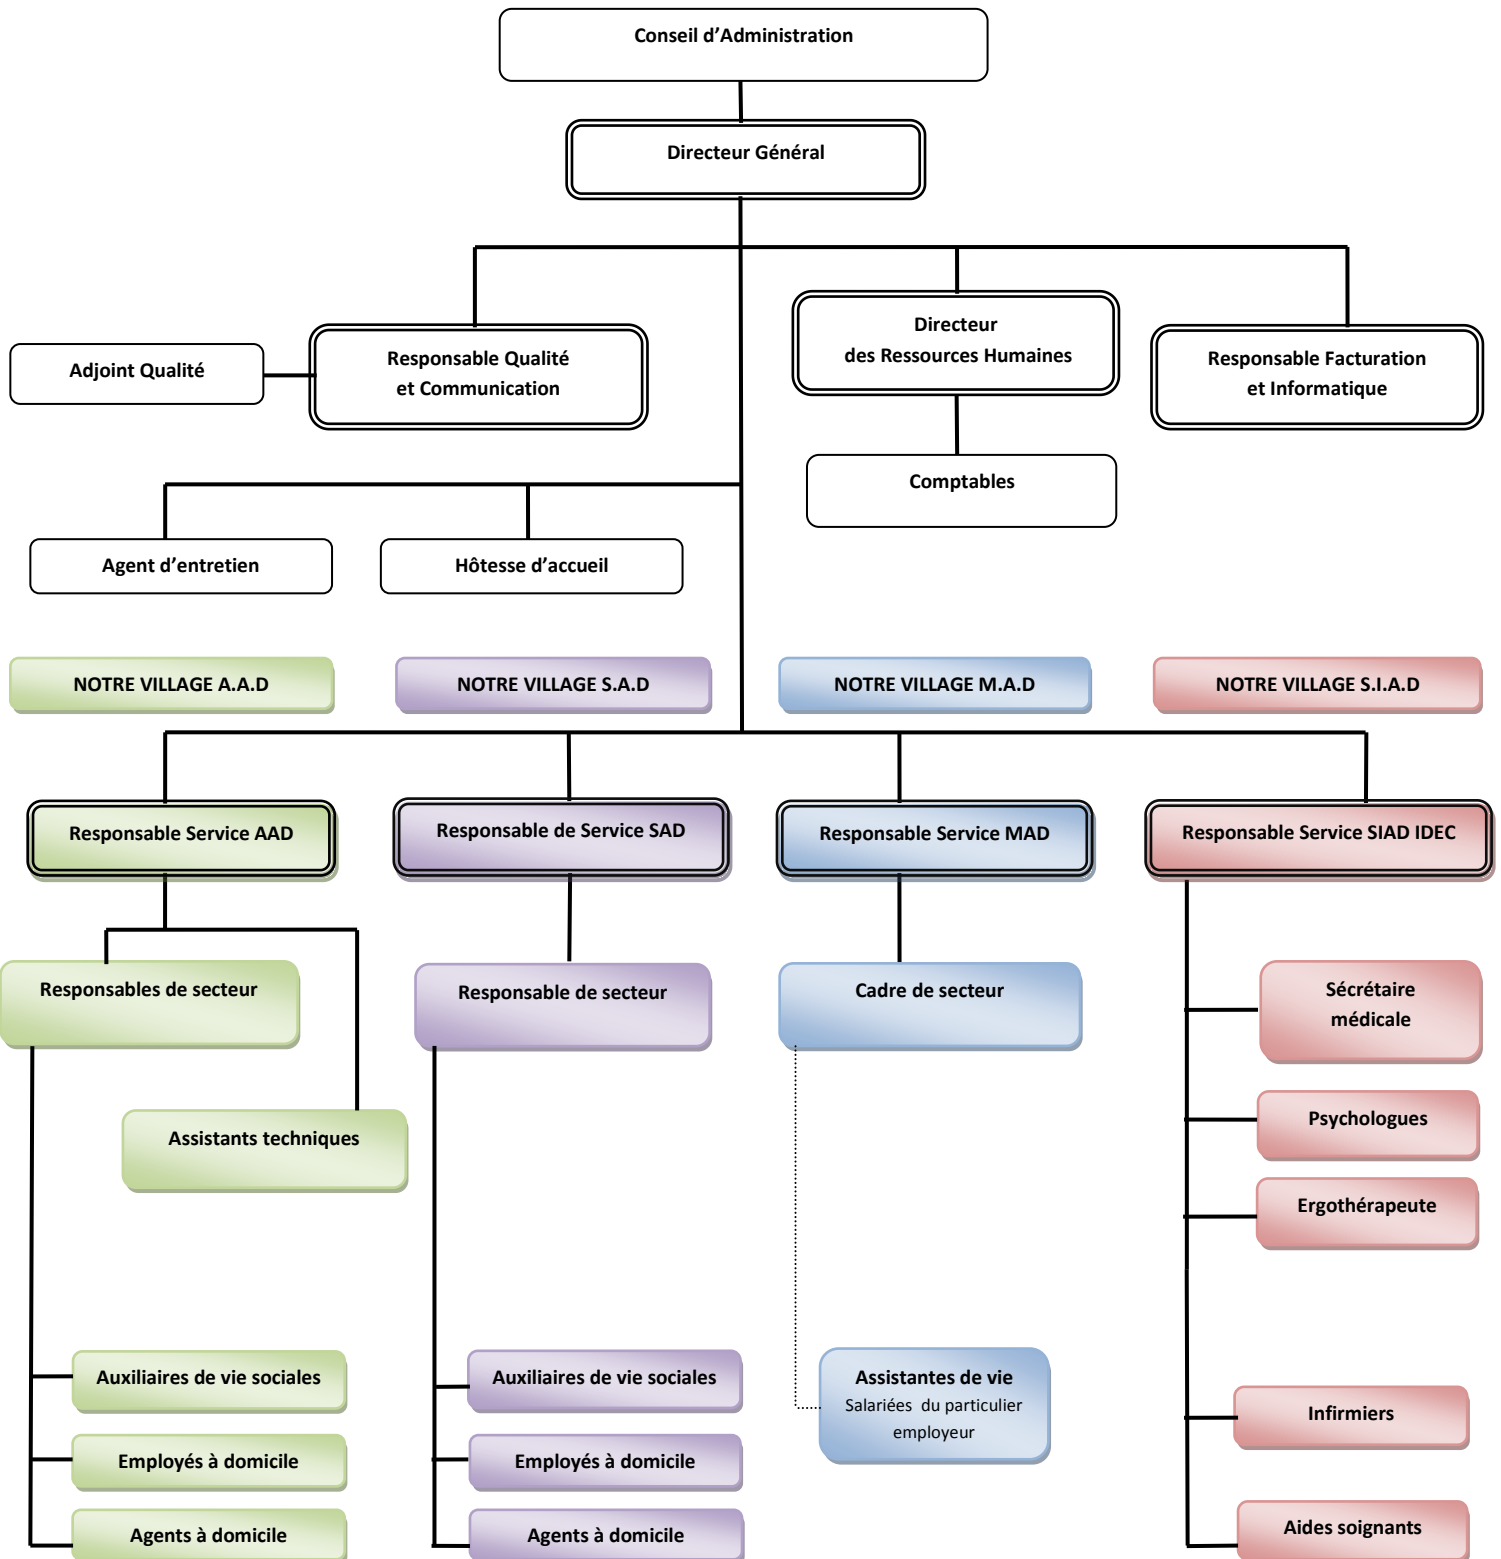 Conseil d’Administration
Directeur Général
Directeur
des Ressources Humaines
Adjoint Qualité
Responsable Qualité
et Communication
Responsable Facturation
et Informatique
Comptables
Agent d’entretien
Hôtesse d’accueil
NOTRE VILLAGE A.A.D
NOTRE VILLAGE S.A.D
NOTRE VILLAGE M.A.D
NOTRE VILLAGE S.I.A.D
Responsable Service AAD
Responsable de Service SAD
Responsable Service MAD
Responsable Service SIAD IDEC
Responsables de secteur
Responsable de secteur
Cadre de secteur
Sécrétaire
médicale
Assistants techniques
Psychologues
Ergothérapeute
Auxiliaires de vie sociales
Auxiliaires de vie sociales
Assistantes de vie
Salariées du particulier
employeur
Infirmiers
Employés à domicile
Employés à domicile
Agents à domicile
Agents à domicile
Aides soignants